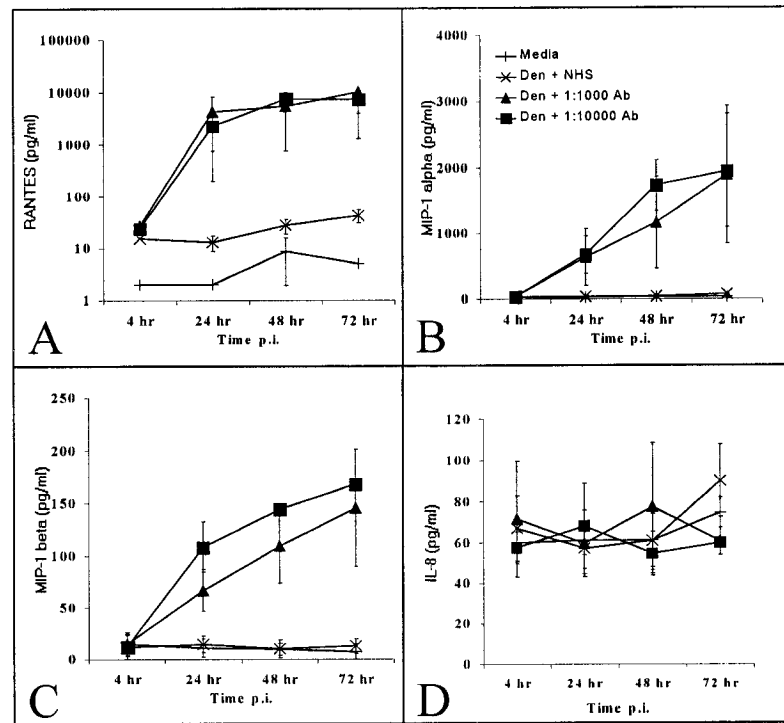 100000
10000
1000
100
10
1
RANTES (pg/ml)
4 hr 24 hr 48 hr 72 hr
Time p.i.
A
4000
3000
2000
1000
0
MIP-1 alpha (pg/ml)
Media
Den + NHS
Den + 1:1000 Ab
Den + 1:10000 Ab
4 hr 24 hr 48 hr 72 hr
Time p.i.
B
250
200
150
100
50
0
MIP-1 beta (pg/ml)
4 hr 24 hr 48 hr 72 hr
Time p.i.
C
120
100
80
60
40
20
0
IL-8 (pg/ml)
4 hr 24 hr 48 hr 72 hr
Time p.i.
D